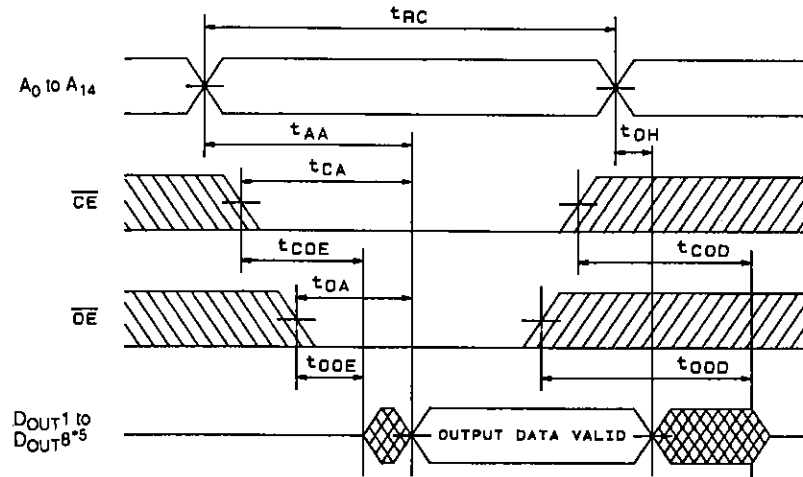 tRC
A0 to A14
tAA
tOH
tCA
CE
tCOE
tCOD
tOA
OE
tOOE
tOOD
DOUT1 to
DOUT8*5
OUTPUT DATA VALID